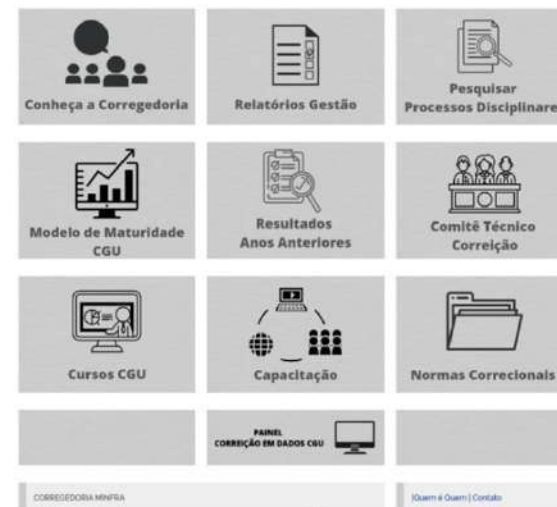 Conheça a Corregedoria
Relatórios Gestão
Pesquisar
Processos Disciplinare
Modelo de Maturidade
CGU
Resultados
Anos Anteriores
Comitê Técnico
Correição
Cursos CGU
Capacitação
Normas Correcionais
PAINEL
CORREIÇÃO EM DADOS CGU
CORREGEDORIA MINFRA
|Quem é Quem | Contato